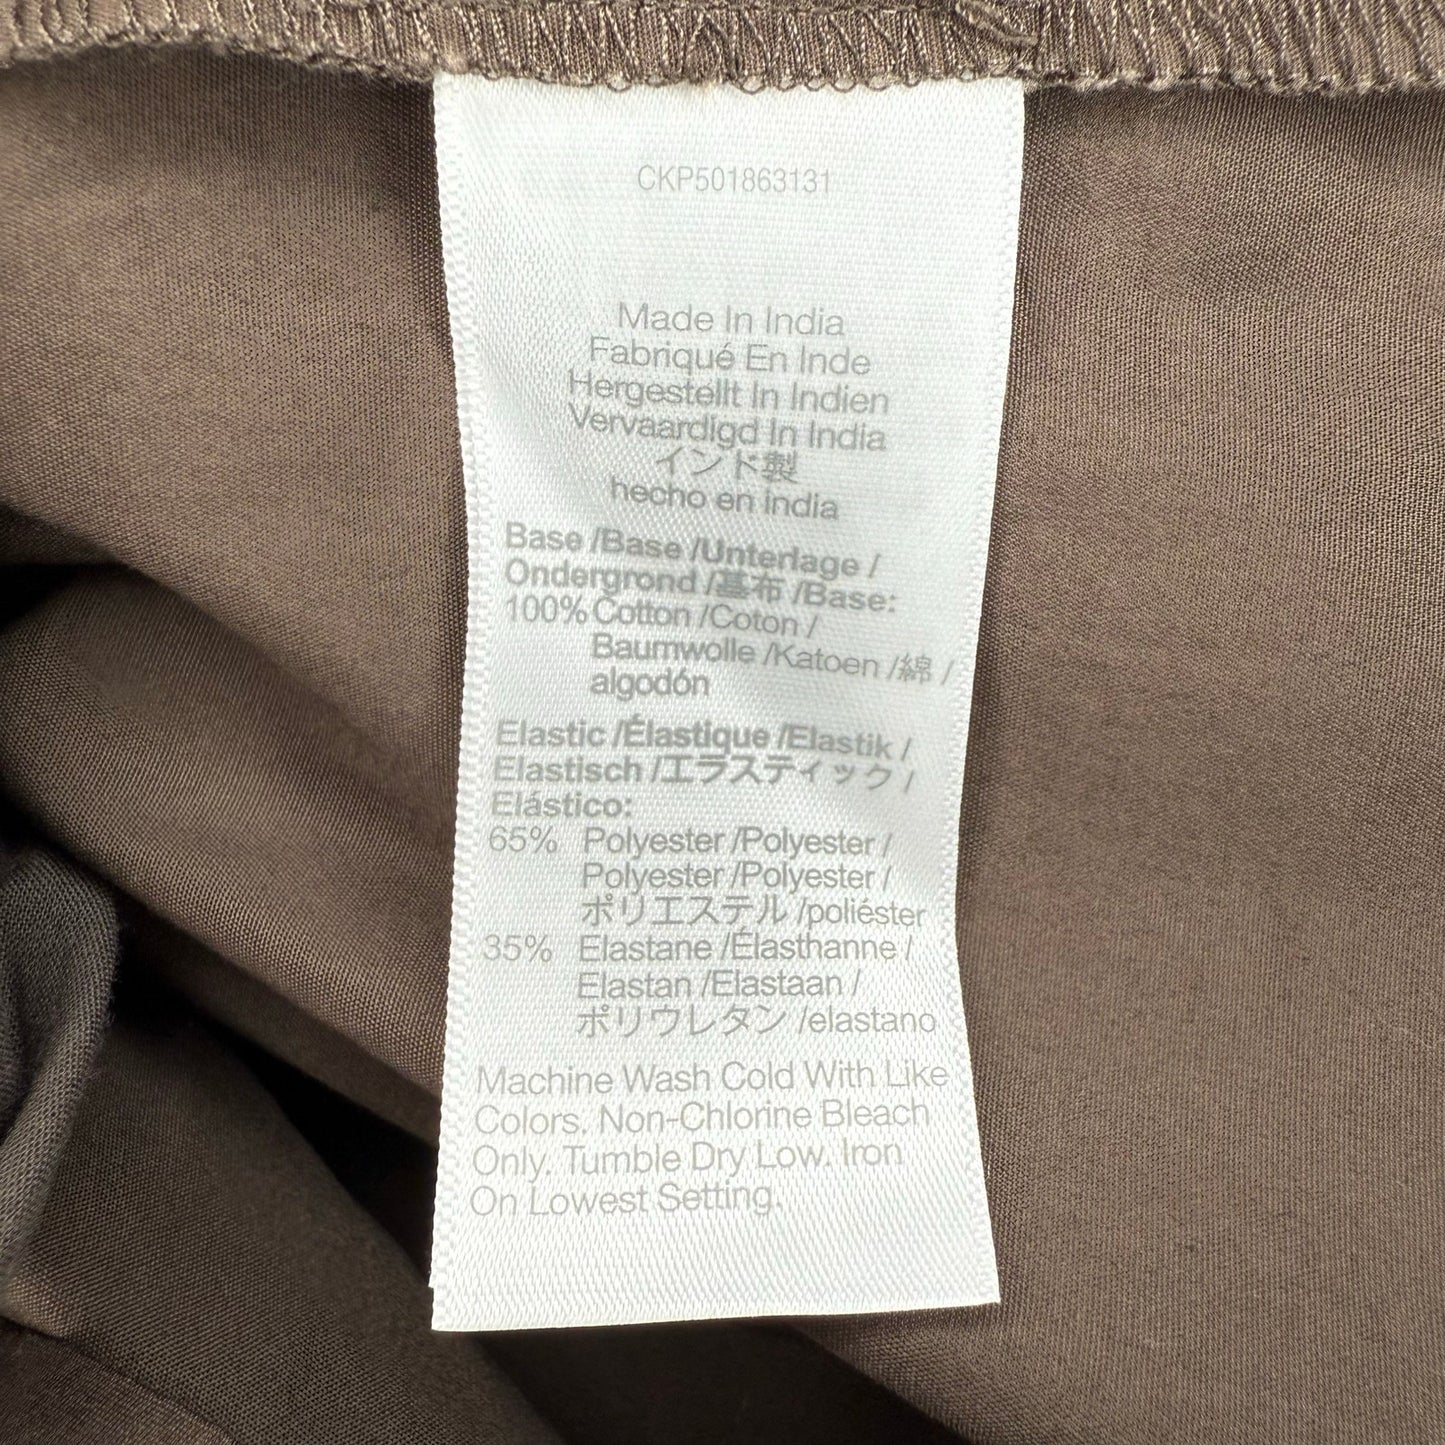 CKP501863131
Made In India
Fabriqué En Inde
Hergestellt In Indien
Vervaardigd In India
インド製
hecho en india
Base /Base /Unterlage /
Ondergrond /基布 /Base:
100% Cotton /Coton /
Baumwolle /Katoen /綿 /
algodón
Elastic /Élastique /Elastik /
Elastisch /エラスティック /
Elástico:
65% Polyester /Polyester /
Polyester /Polyester /
ポリエステル /poliéster
35% Elastane /Élasthanne /
Elastan /Elastaan /
ポリウレタン /elastano
Machine Wash Cold With Like
Colors. Non-Chlorine Bleach
Only. Tumble Dry Low. Iron
On Lowest Setting.